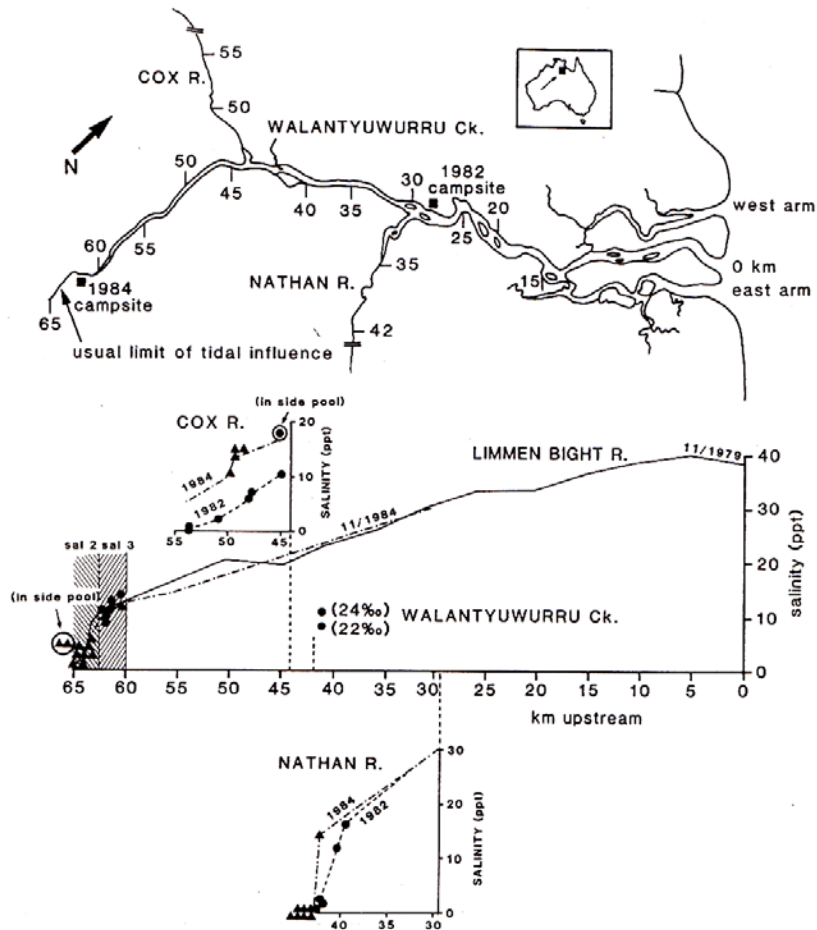 55
COX R.
50
WALANTYUWURRU Ck.
N
50
45
40
35
30
1982
campsite
20
25
west arm
0 km
east arm
15
60
55
1984
campsite
65
NATHAN R.
35
42
usual limit of tidal influence
(in side pool)
COX R.
20
10
0
SALINITY (ppt)
1984
1982
55
50
45
LIMMEN BIGHT R.
11/1979
11/1984
40
30
20
10
0
salinity (ppt)
sal 2
sal 3
(in side pool)
(24‰)
(22‰)
WALANTYUWURRU Ck.
65 60 55 50 45 40 35 30 25 20 15 10 5 0
km upstream
NATHAN R.
30
20
10
0
SALINITY (ppt)
1984
1982
40 35 30